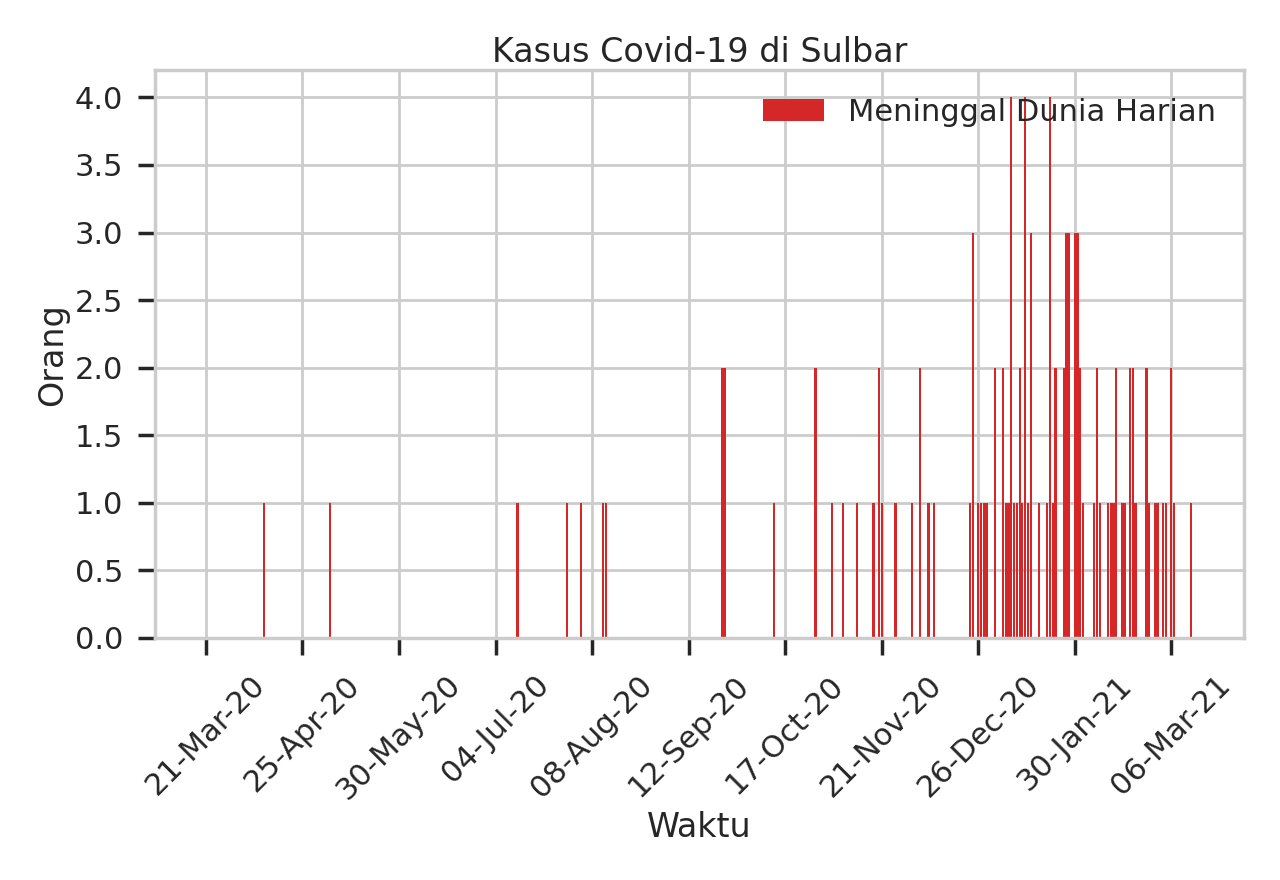 Kasus Covid-19 di Sulbar
Meninggal Dunia Harian
Orang
4.0
3.5
3.0
2.5
2.0
1.5
1.0
0.5
0.0
21-Mar-20
25-Apr-20
30-May-20
04-Jul-20
08-Aug-20
12-Sep-20
17-Oct-20
21-Nov-20
26-Dec-20
30-Jan-21
06-Mar-21
Waktu